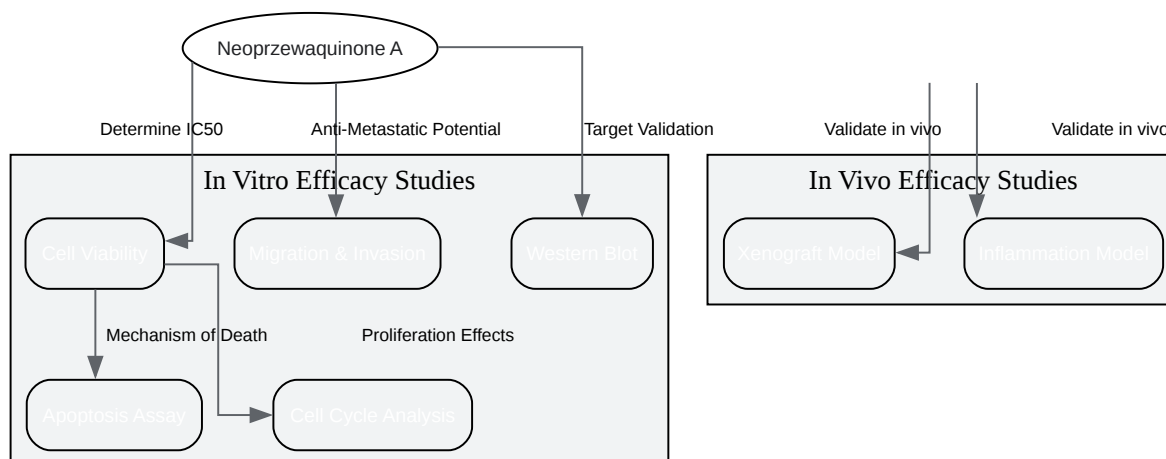 Neoprzewaquinone A
Determine IC50
Anti-Metastatic Potential
Target Validation
Validate in vivo
Validate in vivo
In Vitro Efficacy Studies
In Vivo Efficacy Studies
Cell Viability
Migration & Invasion
Western Blot
Xenograft Model
Inflammation Model
Mechanism of Death
Proliferation Effects
Apoptosis Assay
Cell Cycle Analysis